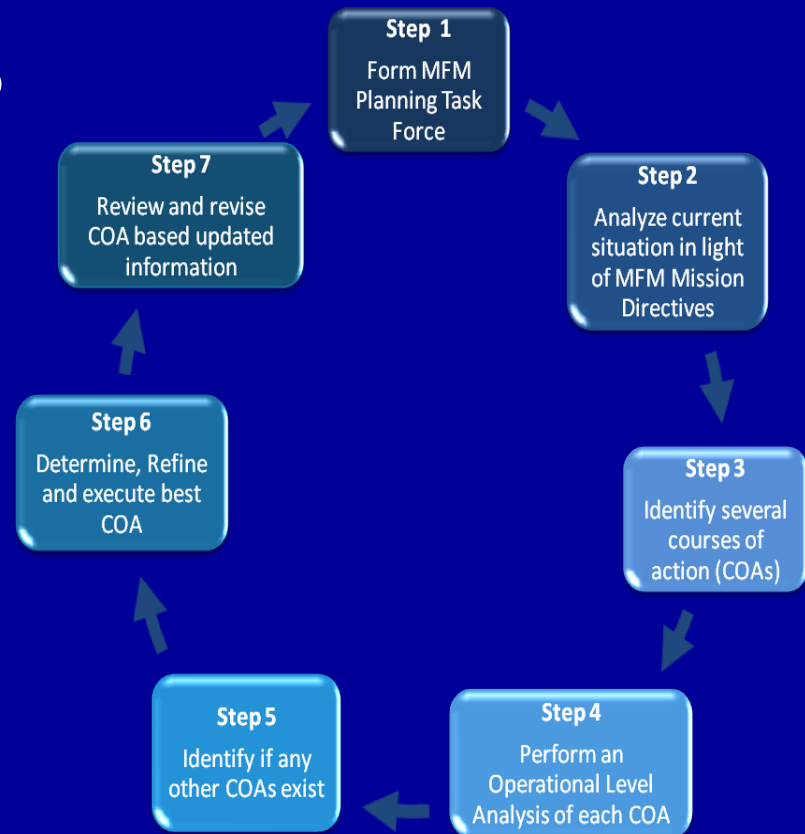 Step 1
Form MFM
Planning Task
Force
Step 2
Analyze current
situation in light
of MFM Mission
Directives
Step 3
Identify several
courses of
action (COAs)
Step 4
Perform an
Operational Level
Analysis of each COA
Step 5
Identify if any
other COAs exist
Step 6
Determine, Refine
and execute best
COA
Step 7
Review and revise
COA based updated
information
)